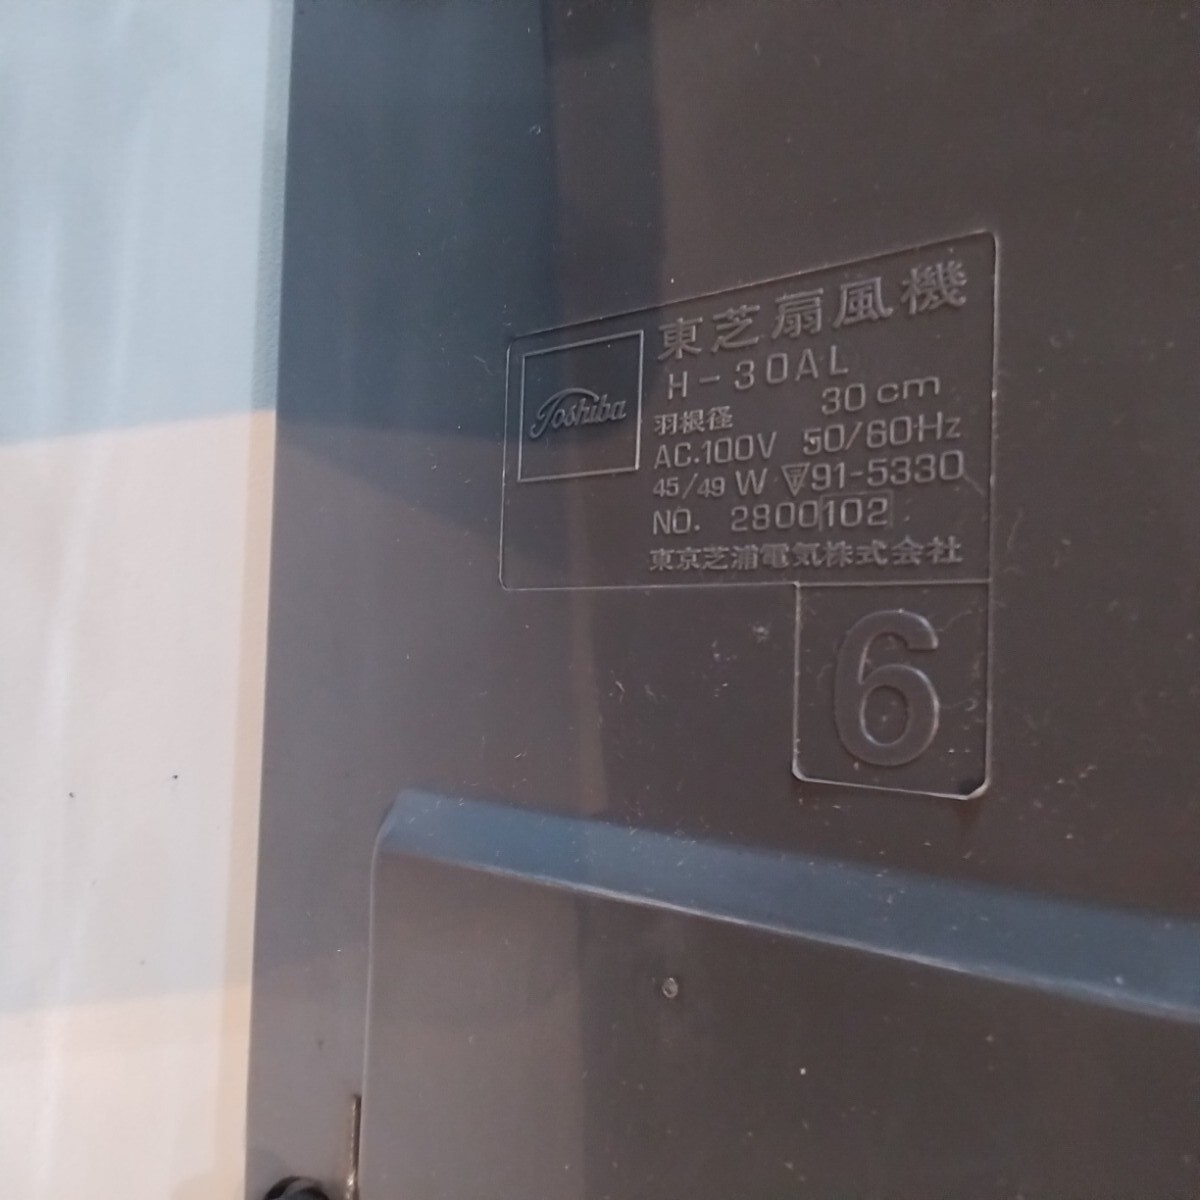 Toshiba
東芝扇風機
H-30AL
羽根径 30cm
AC.100V 50/60Hz
45/49 W 91-5330
NO. 2800102
東京芝浦電気株式会社
6